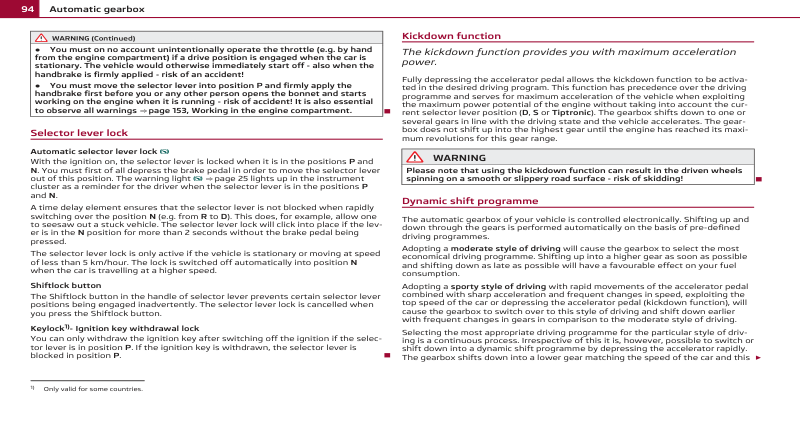 94 Automatic gearbox
WARNING (Continued)
● You must on no account unintentionally operate the throttle (e.g. by hand
from the engine compartment) if a drive position is engaged when the car is
stationary. The vehicle would otherwise immediately start off - also when the
handbrake is firmly applied - risk of an accident!
● You must move the selector lever into position P and firmly apply the
handbrake first before you or any other person opens the bonnet and starts
working on the engine when it is running - risk of accident! It is also essential
to observe all warnings ⇒ page 153, Working in the engine compartment.
Selector lever lock
Automatic selector lever lock
With the ignition on, the selector lever is locked when it is in the positions P and
N. You must first of all depress the brake pedal in order to move the selector lever
out of this position. The warning light ⇒ page 25 lights up in the instrument
cluster as a reminder for the driver when the selector lever is in the positions P
and N.
A time delay element ensures that the selector lever is not blocked when rapidly
switching over the position N (e.g. from R to D). This does, for example, allow one
to seesaw out a stuck vehicle. The selector lever lock will click into place if the lev-
er is in the N position for more than 2 seconds without the brake pedal being
pressed.
The selector lever lock is only active if the vehicle is stationary or moving at speed
of less than 5 km/hour. The lock is switched off automatically into position N
when the car is travelling at a higher speed.
Shiftlock button
The Shiftlock button in the handle of selector lever prevents certain selector lever
positions being engaged inadvertently. The selector lever lock is cancelled when
you press the Shiftlock button.
Keylock1)- Ignition key withdrawal lock
You can only withdraw the ignition key after switching off the ignition if the selec-
tor lever is in position P. If the ignition key is withdrawn, the selector lever is
blocked in position P.
1) Only valid for some countries.
Kickdown function
The kickdown function provides you with maximum acceleration
power.
Fully depressing the accelerator pedal allows the kickdown function to be activa-
ted in the desired driving program. This function has precedence over the driving
programme and serves for maximum acceleration of the vehicle when exploiting
the maximum power potential of the engine without taking into account the cur-
rent selector lever position (D, S or Tiptronic). The gearbox shifts down to one or
several gears in line with the driving state and the vehicle accelerates. The gear-
box does not shift up into the highest gear until the engine has reached its maxi-
mum revolutions for this gear range.
WARNING
Please note that using the kickdown function can result in the driven wheels
spinning on a smooth or slippery road surface - risk of skidding!
Dynamic shift programme
The automatic gearbox of your vehicle is controlled electronically. Shifting up and
down through the gears is performed automatically on the basis of pre-defined
driving programmes.
Adopting a moderate style of driving will cause the gearbox to select the most
economical driving programme. Shifting up into a higher gear as soon as possible
and shifting down as late as possible will have a favourable effect on your fuel
consumption.
Adopting a sporty style of driving with rapid movements of the accelerator pedal
combined with sharp acceleration and frequent changes in speed, exploiting the
top speed of the car or depressing the accelerator pedal (kickdown function), will
cause the gearbox to switch over to this style of driving and shift down earlier
with frequent changes in gears in comparison to the moderate style of driving.
Selecting the most appropriate driving programme for the particular style of driv-
ing is a continuous process. Irrespective of this it is, however, possible to switch or
shift down into a dynamic shift programme by depressing the accelerator rapidly.
The gearbox shifts down into a lower gear matching the speed of the car and this